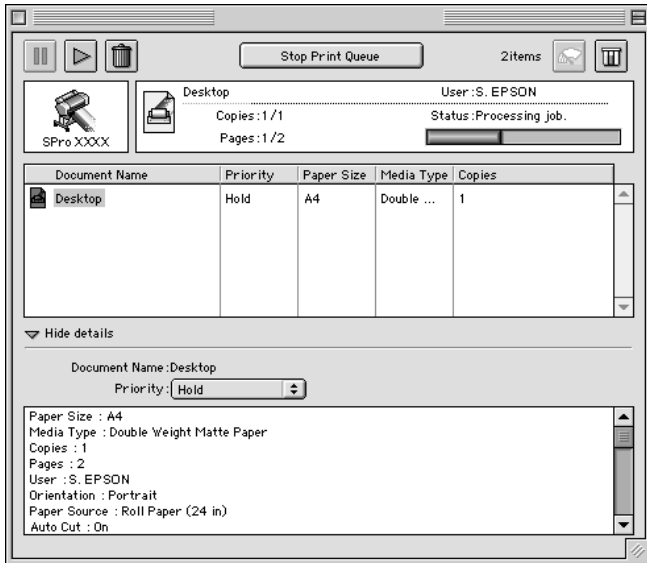 Stop Print Queue 2items
SPro XXXX
Desktop User :S. EPSON
Copies :1 /1 Status :Processing job.
Pages :1 /2
Document Name Priority Paper Size Media Type Copies
Desktop Hold A4 Double ... 1
Hide details
Document Name :Desktop
Priority : Hold
Paper Size : A4
Media Type : Double Weight Matte Paper
Copies : 1
Pages : 2
User : S. EPSON
Orientation : Portrait
Paper Source : Roll Paper (24 in)
Auto Cut : On